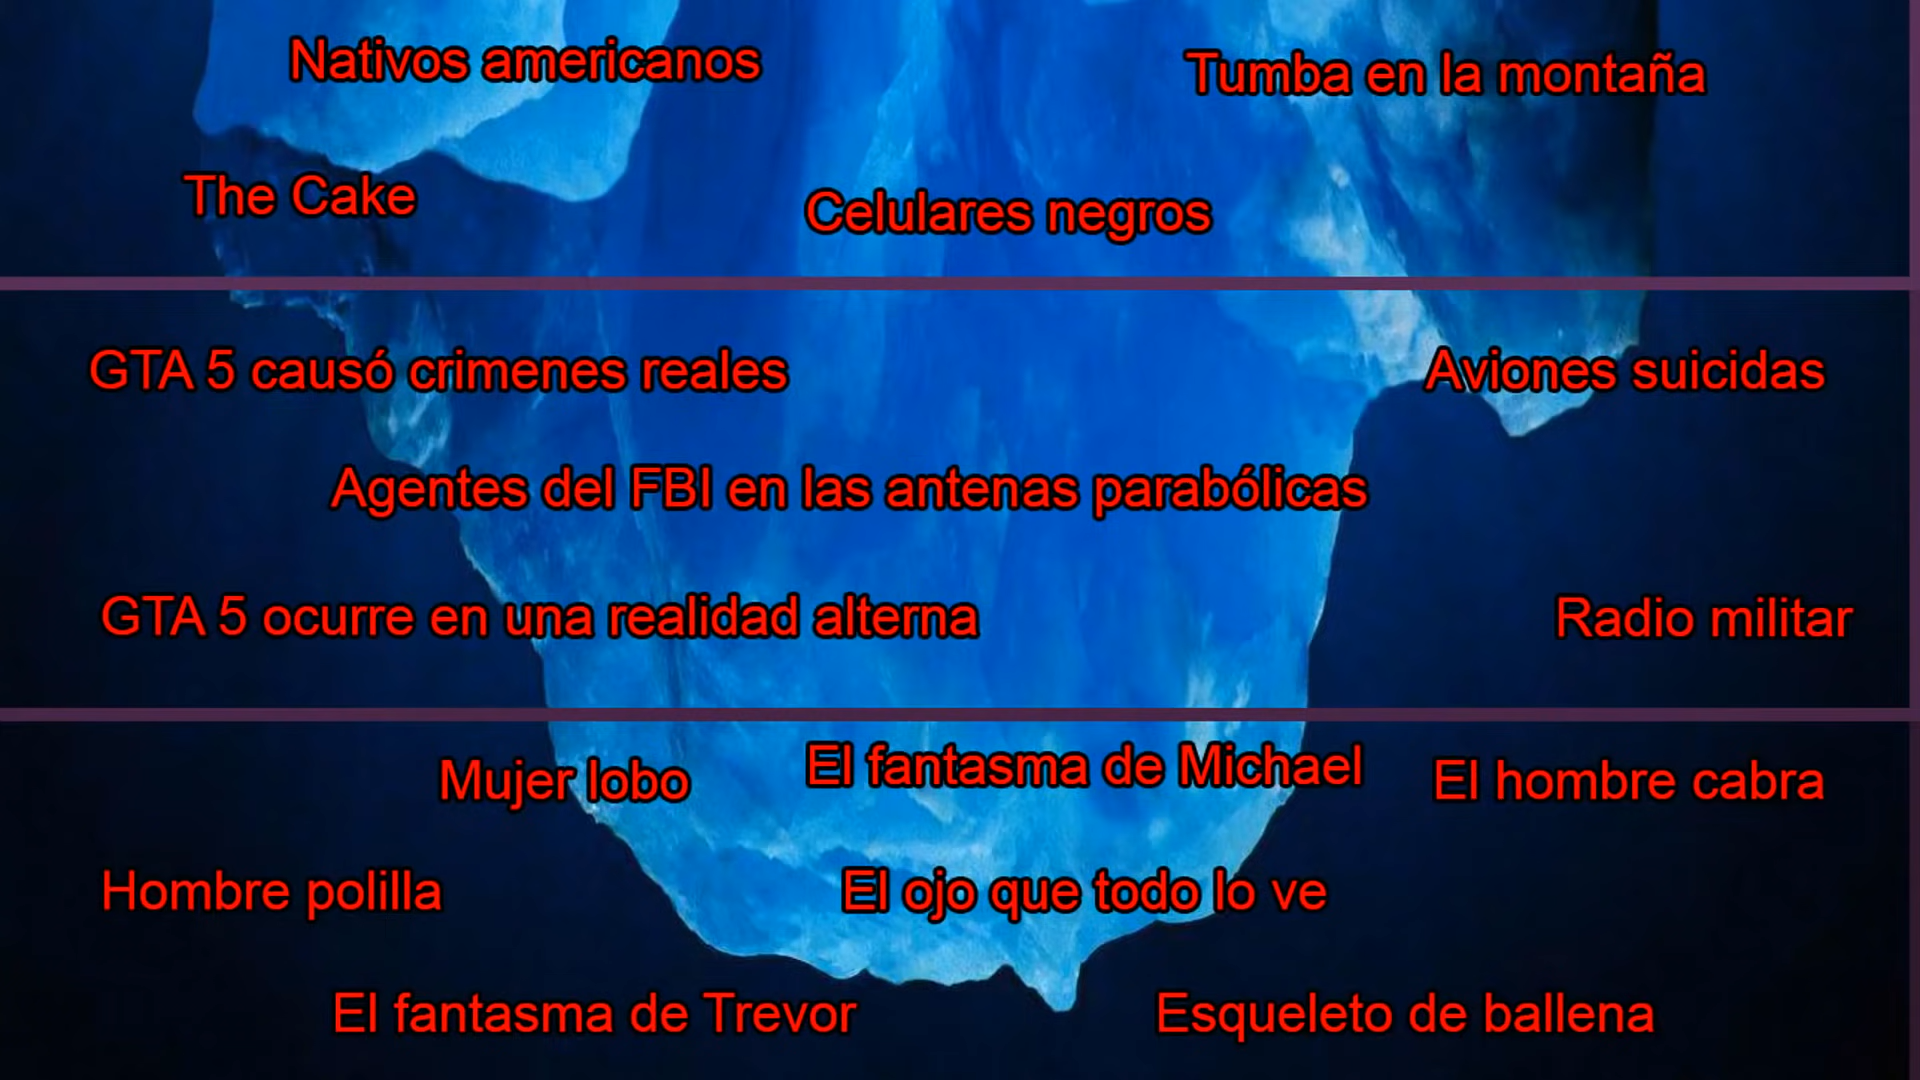 Nativos americanos
Tumba en la montaña
The Cake
Celulares negros
GTA 5 causó crimenes reales
Aviones suicidas
Agentes del FBI en las antenas parabólicas
GTA 5 ocurre en una realidad alterna
Radio militar
Mujer lobo
El fantasma de Michael
El hombre cabra
Hombre polilla
El ojo que todo lo ve
El fantasma de Trevor
Esqueleto de ballena